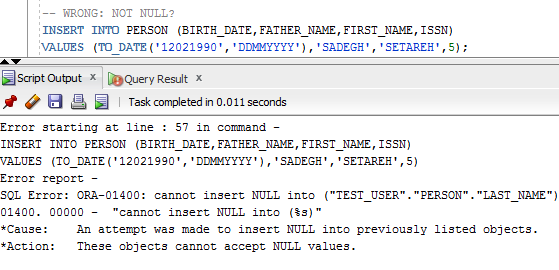 -- WRONG: NOT NULL?
INSERT INTO PERSON (BIRTH_DATE,FATHER_NAME,FIRST_NAME,ISSN)
VALUES (TO_DATE('12021990','DDMMYYYY'),'SADEGH','SETAREH',5);
Script Output x Query Result x
Task completed in 0.011 seconds
Error starting at line : 57 in command -
INSERT INTO PERSON (BIRTH_DATE,FATHER_NAME,FIRST_NAME,ISSN)
VALUES (TO_DATE('12021990','DDMMYYYY'),'SADEGH','SETAREH',5)
Error report -
SQL Error: ORA-01400: cannot insert NULL into ("TEST_USER"."PERSON"."LAST_NAME")
01400. 00000 -  "cannot insert NULL into (%s)"
*Cause:    An attempt was made to insert NULL into previously listed objects.
*Action:   These objects cannot accept NULL values.